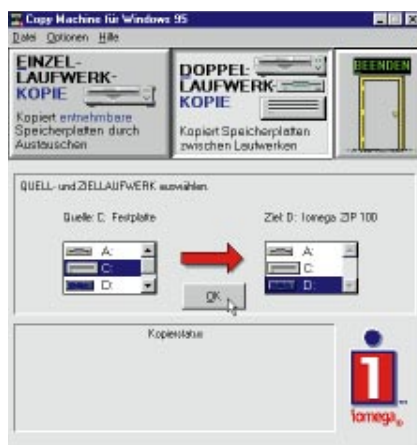 Copy Machine für Windows 95
Datei Optionen Hilfe
EINZEL-
LAUFWERK-
KOPIE
Kopiert entnehmbare
Speicherplatten durch
Austauschen
DOPPEL-
LAUFWERK-
KOPIE
Kopiert Speicherplatten
zwischen Laufwerken
BEENDEN
QUELL- und ZIELLAUFWERK auswählen.
Quelle: C: Festplatte
Ziel: D: Iomega ZIP 100
A:
C:
D:
A:
C:
D:
OK
Kopierstatus
iomega